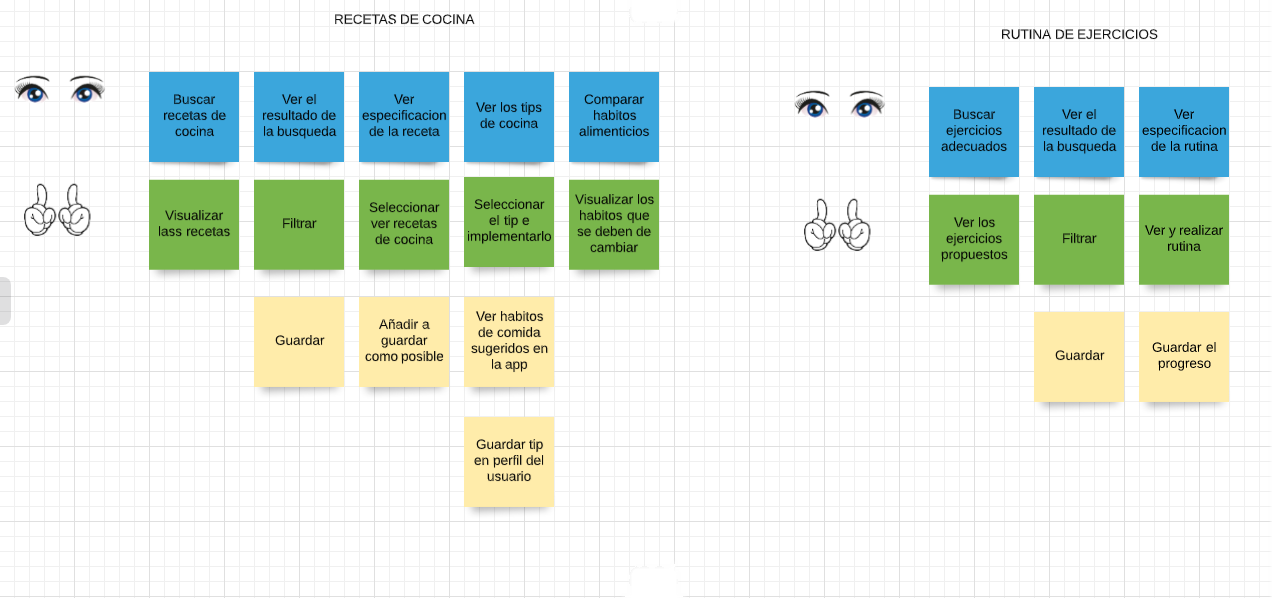 RECETAS DE COCINA
Buscar
recetas de
cocina
Ver el
resultado de
la busqueda
Ver
especificacion
de la receta
Ver los tips
de cocina
Comparar
habitos
alimenticios
Visualizar
lass recetas
Filtrar
Seleccionar
ver recetas
de cocina
Seleccionar
el tip e
implementarlo
Visualizar los
habitos que
se deben de
cambiar
Guardar
Añadir a
guardar
como posible
Ver habitos
de comida
sugeridos en
la app
Guardar tip
en perfil del
usuario
RUTINA DE EJERCICIOS
Buscar
ejercicios
adecuados
Ver el
resultado de
la busqueda
Ver
especificacion
de la rutina
Ver los
ejercicios
propuestos
Filtrar
Ver y realizar
rutina
Guardar
Guardar el
progreso